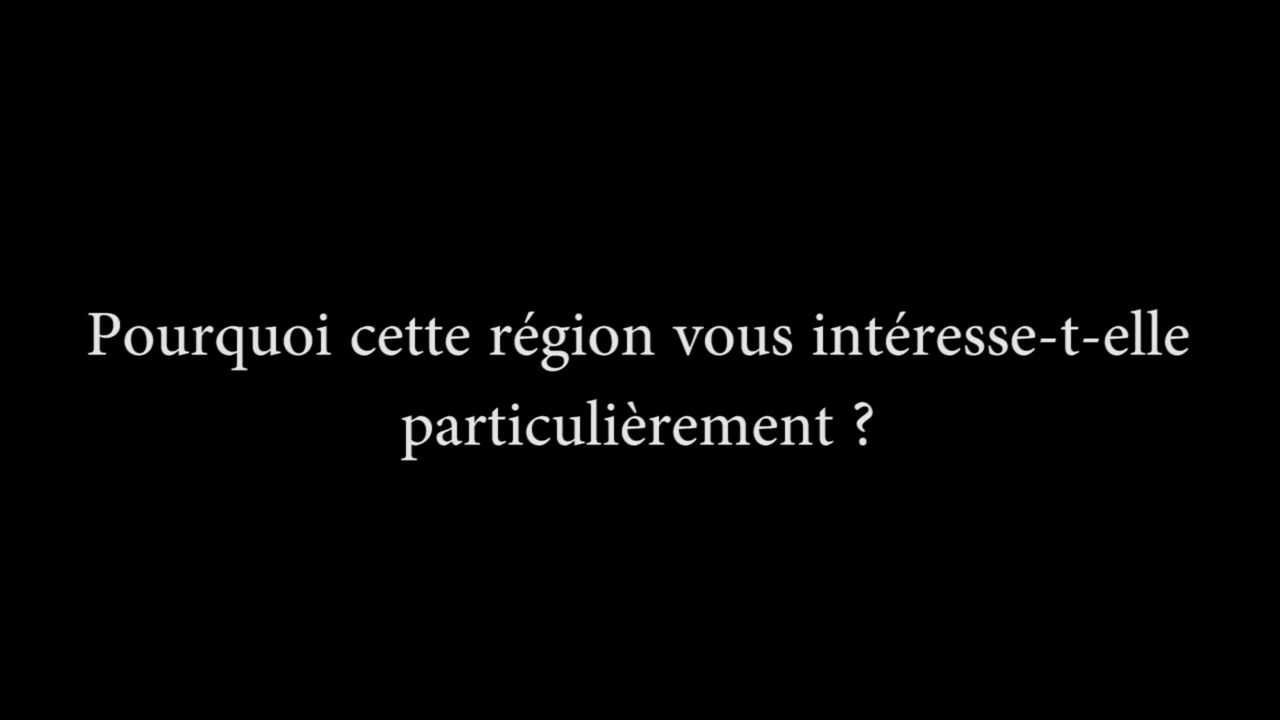 Pourquoi cette région vous intéresse-t-elle
particulièrement ?